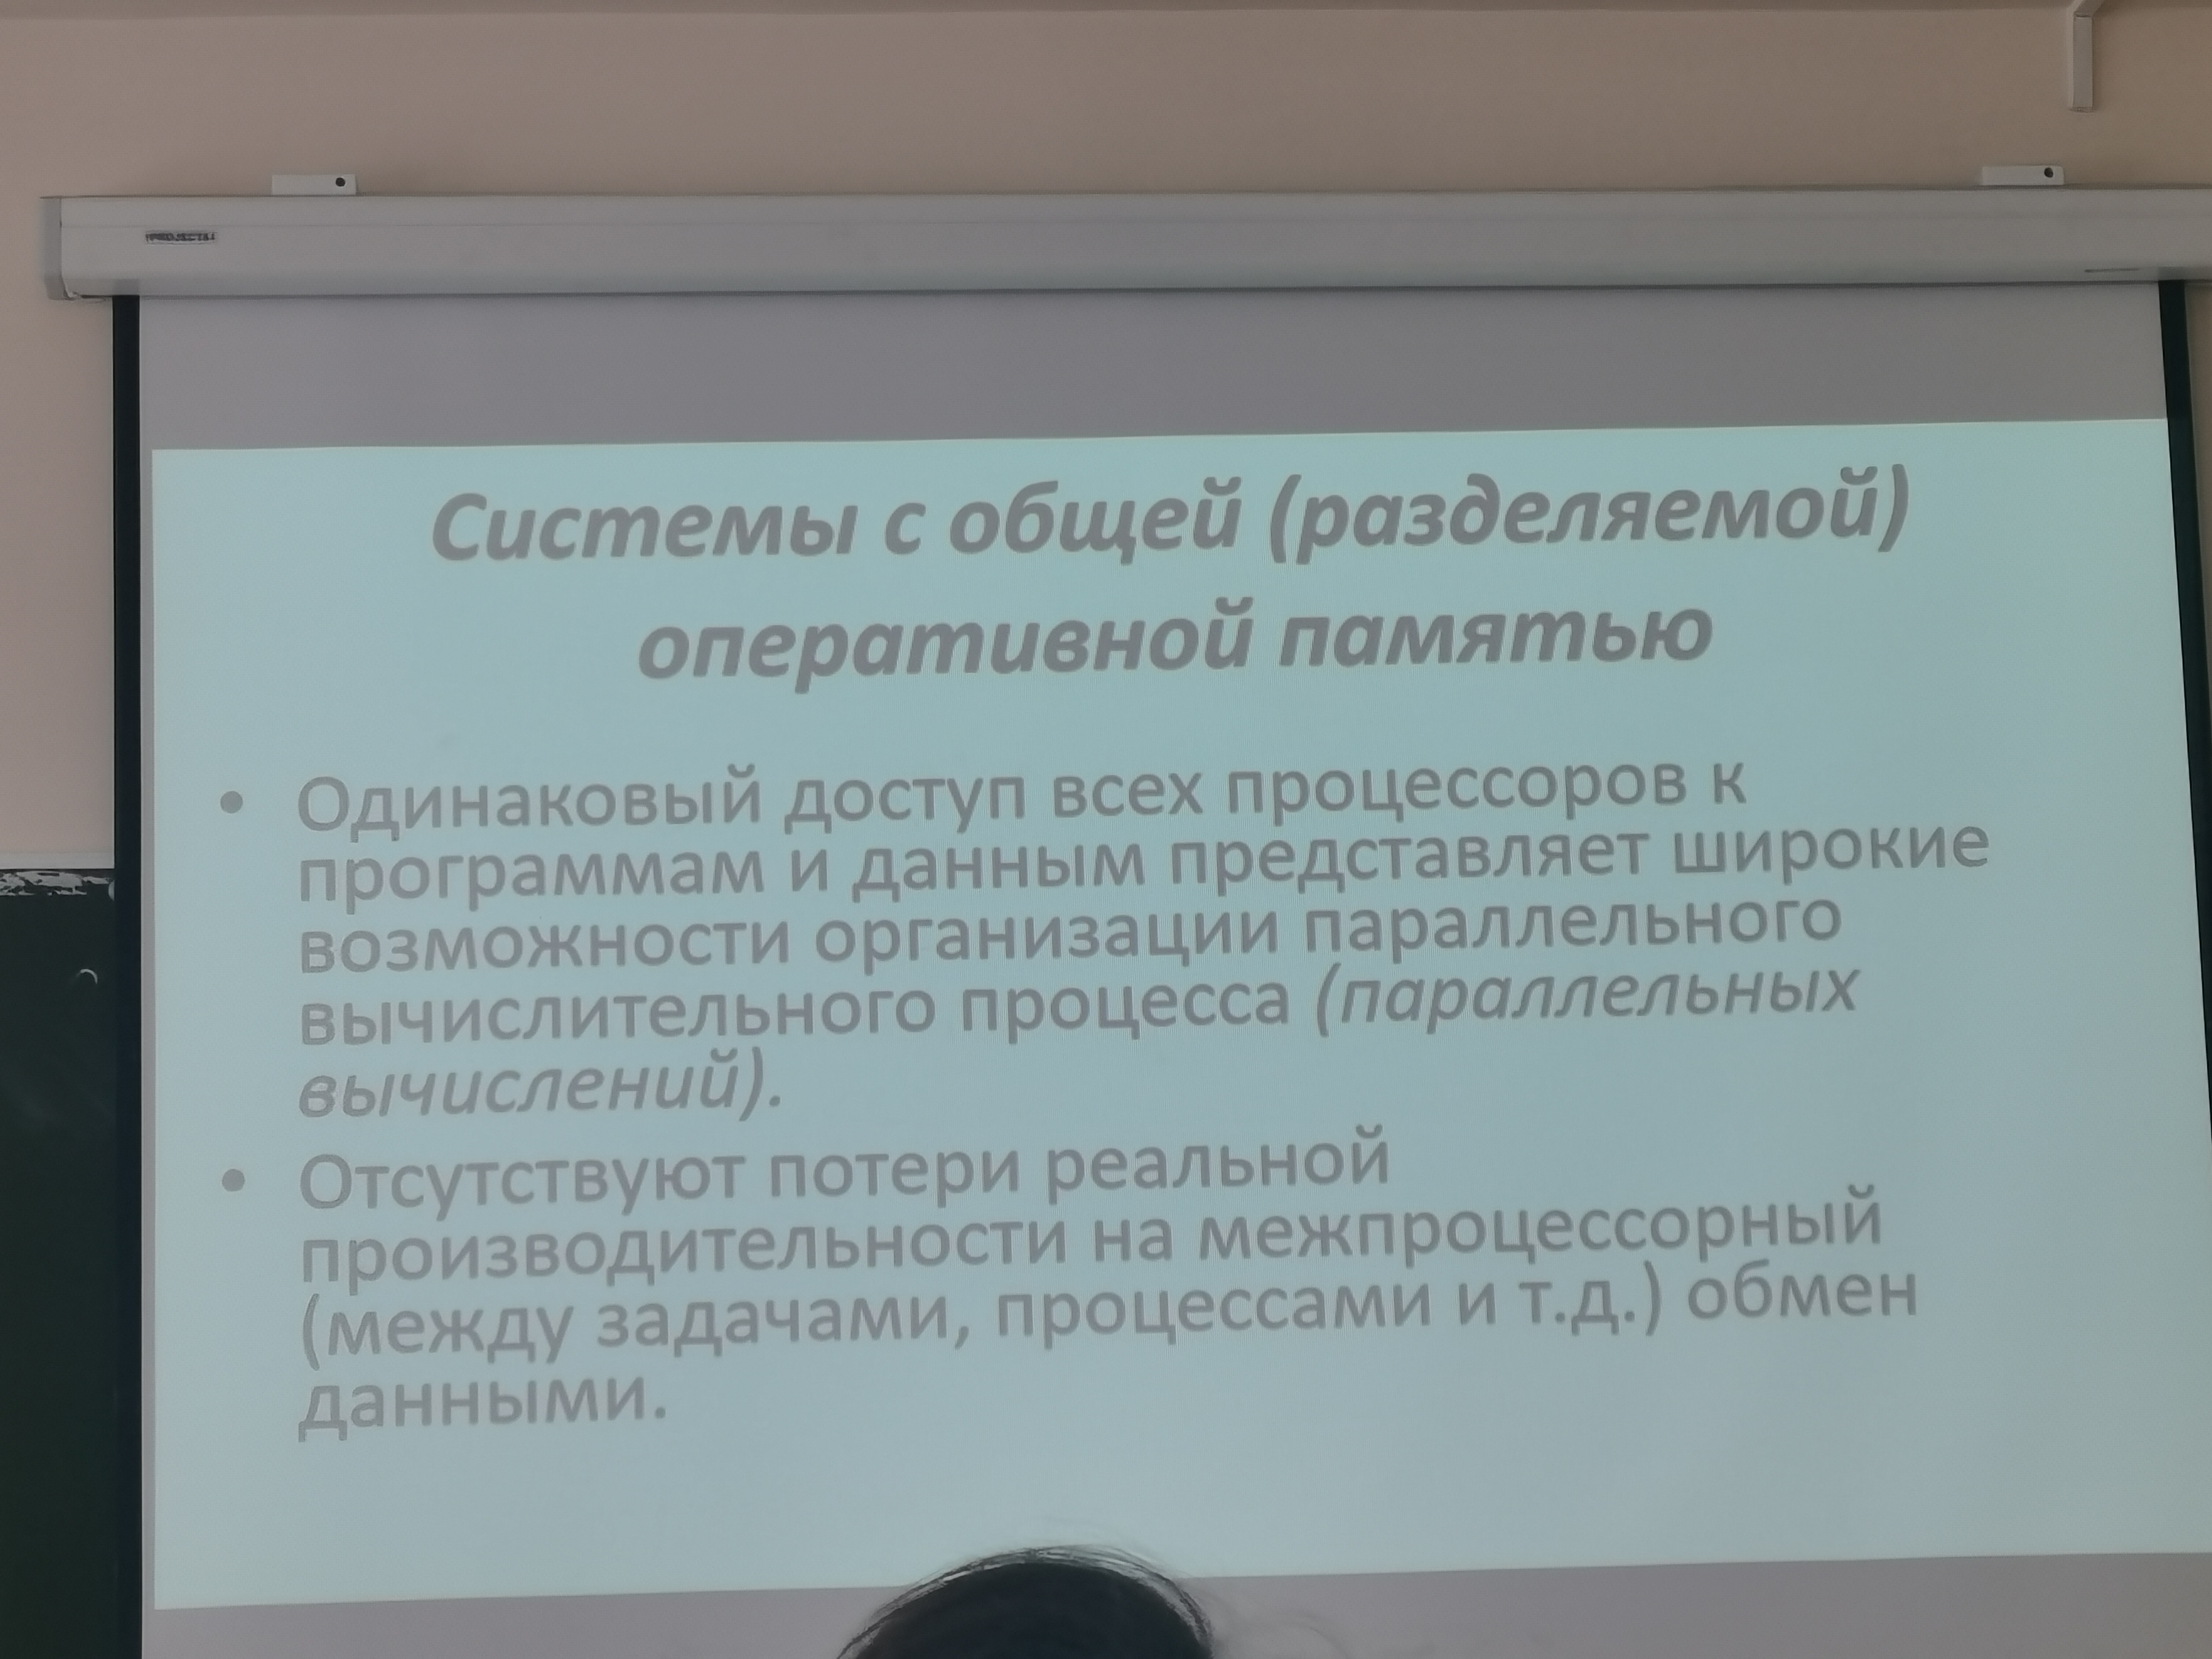 Системы с общей (разделяемой)
оперативной памятью
• Одинаковый доступ всех процессоров к
программам и данным представляет широкие
возможности организации параллельного
вычислительного процесса (параллельных
вычислений).
• Отсутствуют потери реальной
производительности на межпроцессорный
(между задачами, процессами и т.д.) обмен
данными.